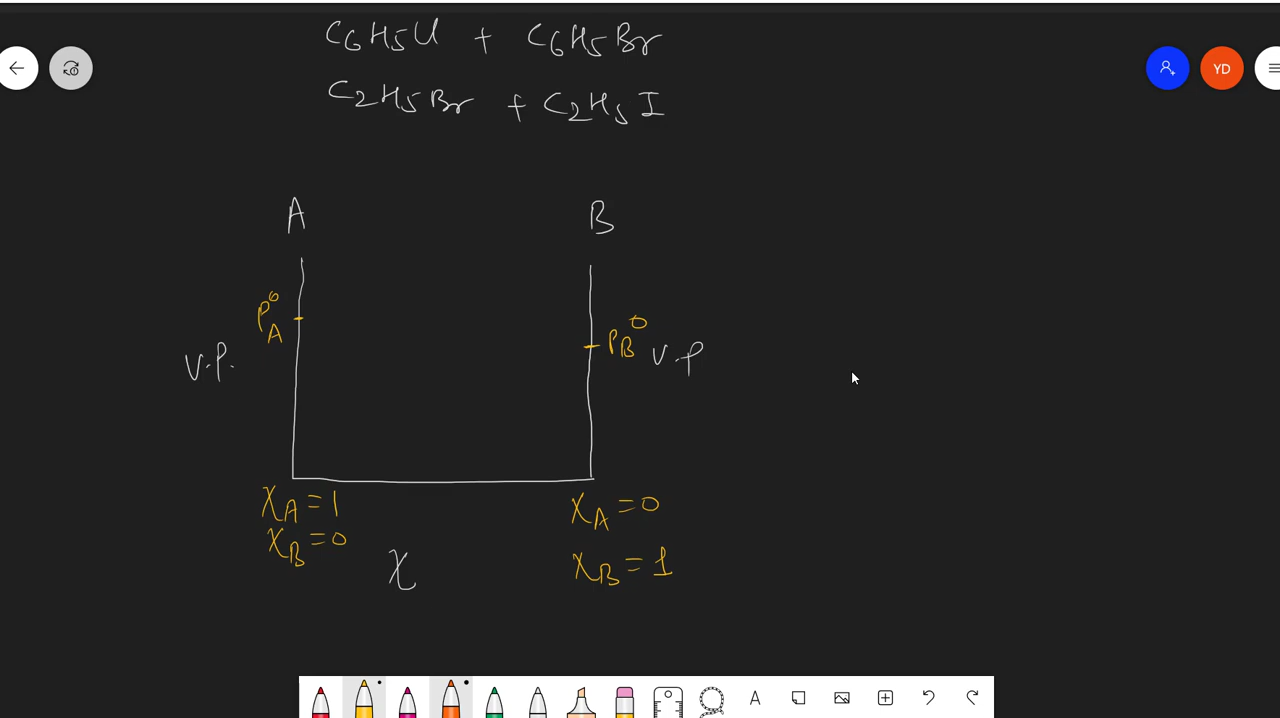 C6H5Cl + C6H5Br
C2H5Br + C2H5I
YD
A B
P°A
P B° V.P
V.P.
XA=1 XA=0
XB=0
X XB=1
A